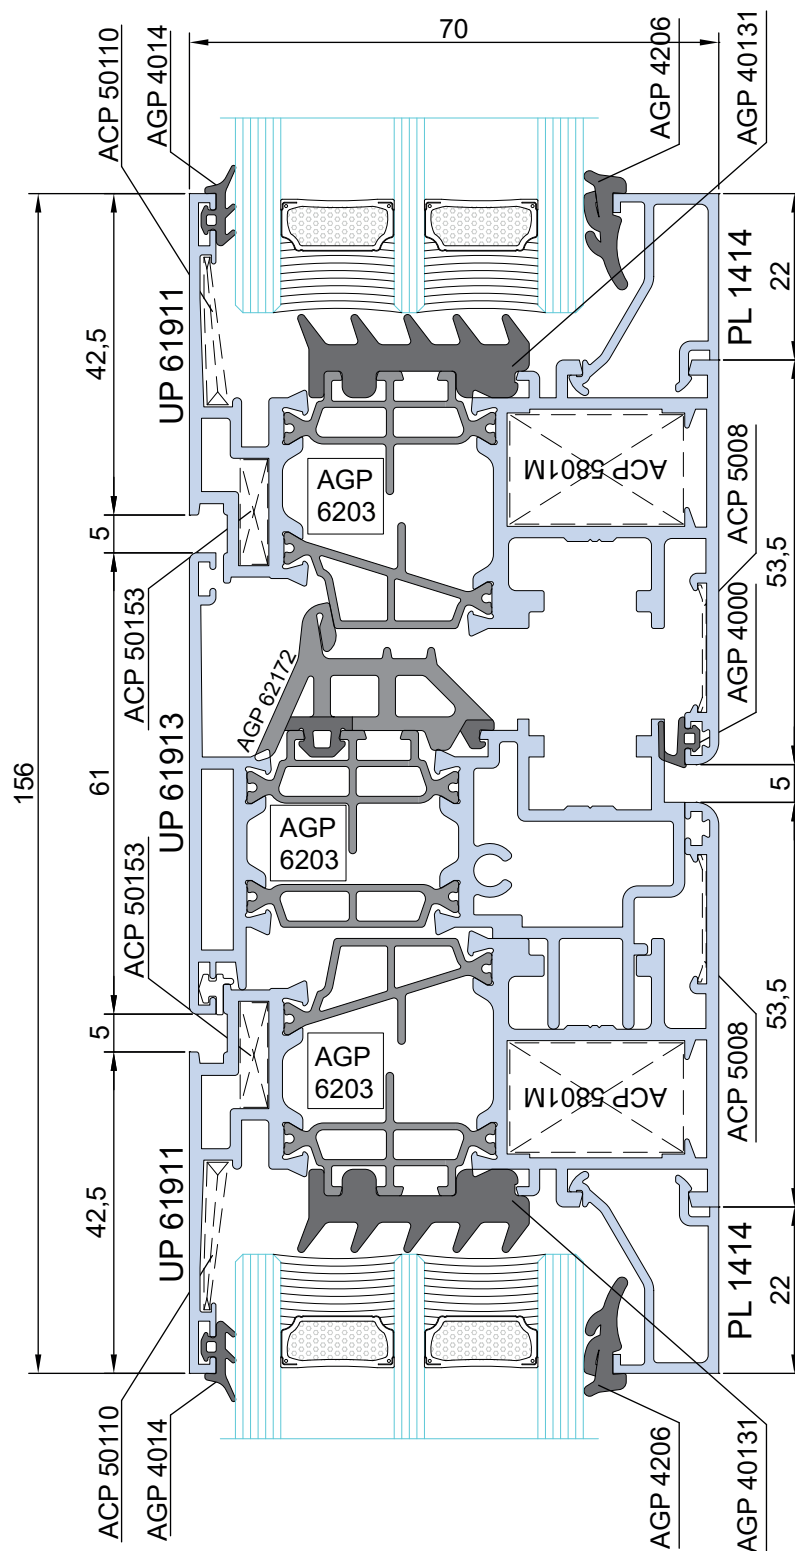 70
ACP 50110
AGP 4014
AGP 4206
AGP 40131
42,5
UP 61911
PL 1414
22
AGP
6203
ACP 5801M
5
ACP 50153
ACP 5008
53,5
AGP 4000
AGP 62172
156
61
UP 61913
AGP
6203
5
ACP 50153
5
AGP
6203
ACP 5801M
ACP 5008
53,5
42,5
UP 61911
PL 1414
22
ACP 50110
AGP 4014
AGP 4206
AGP 40131